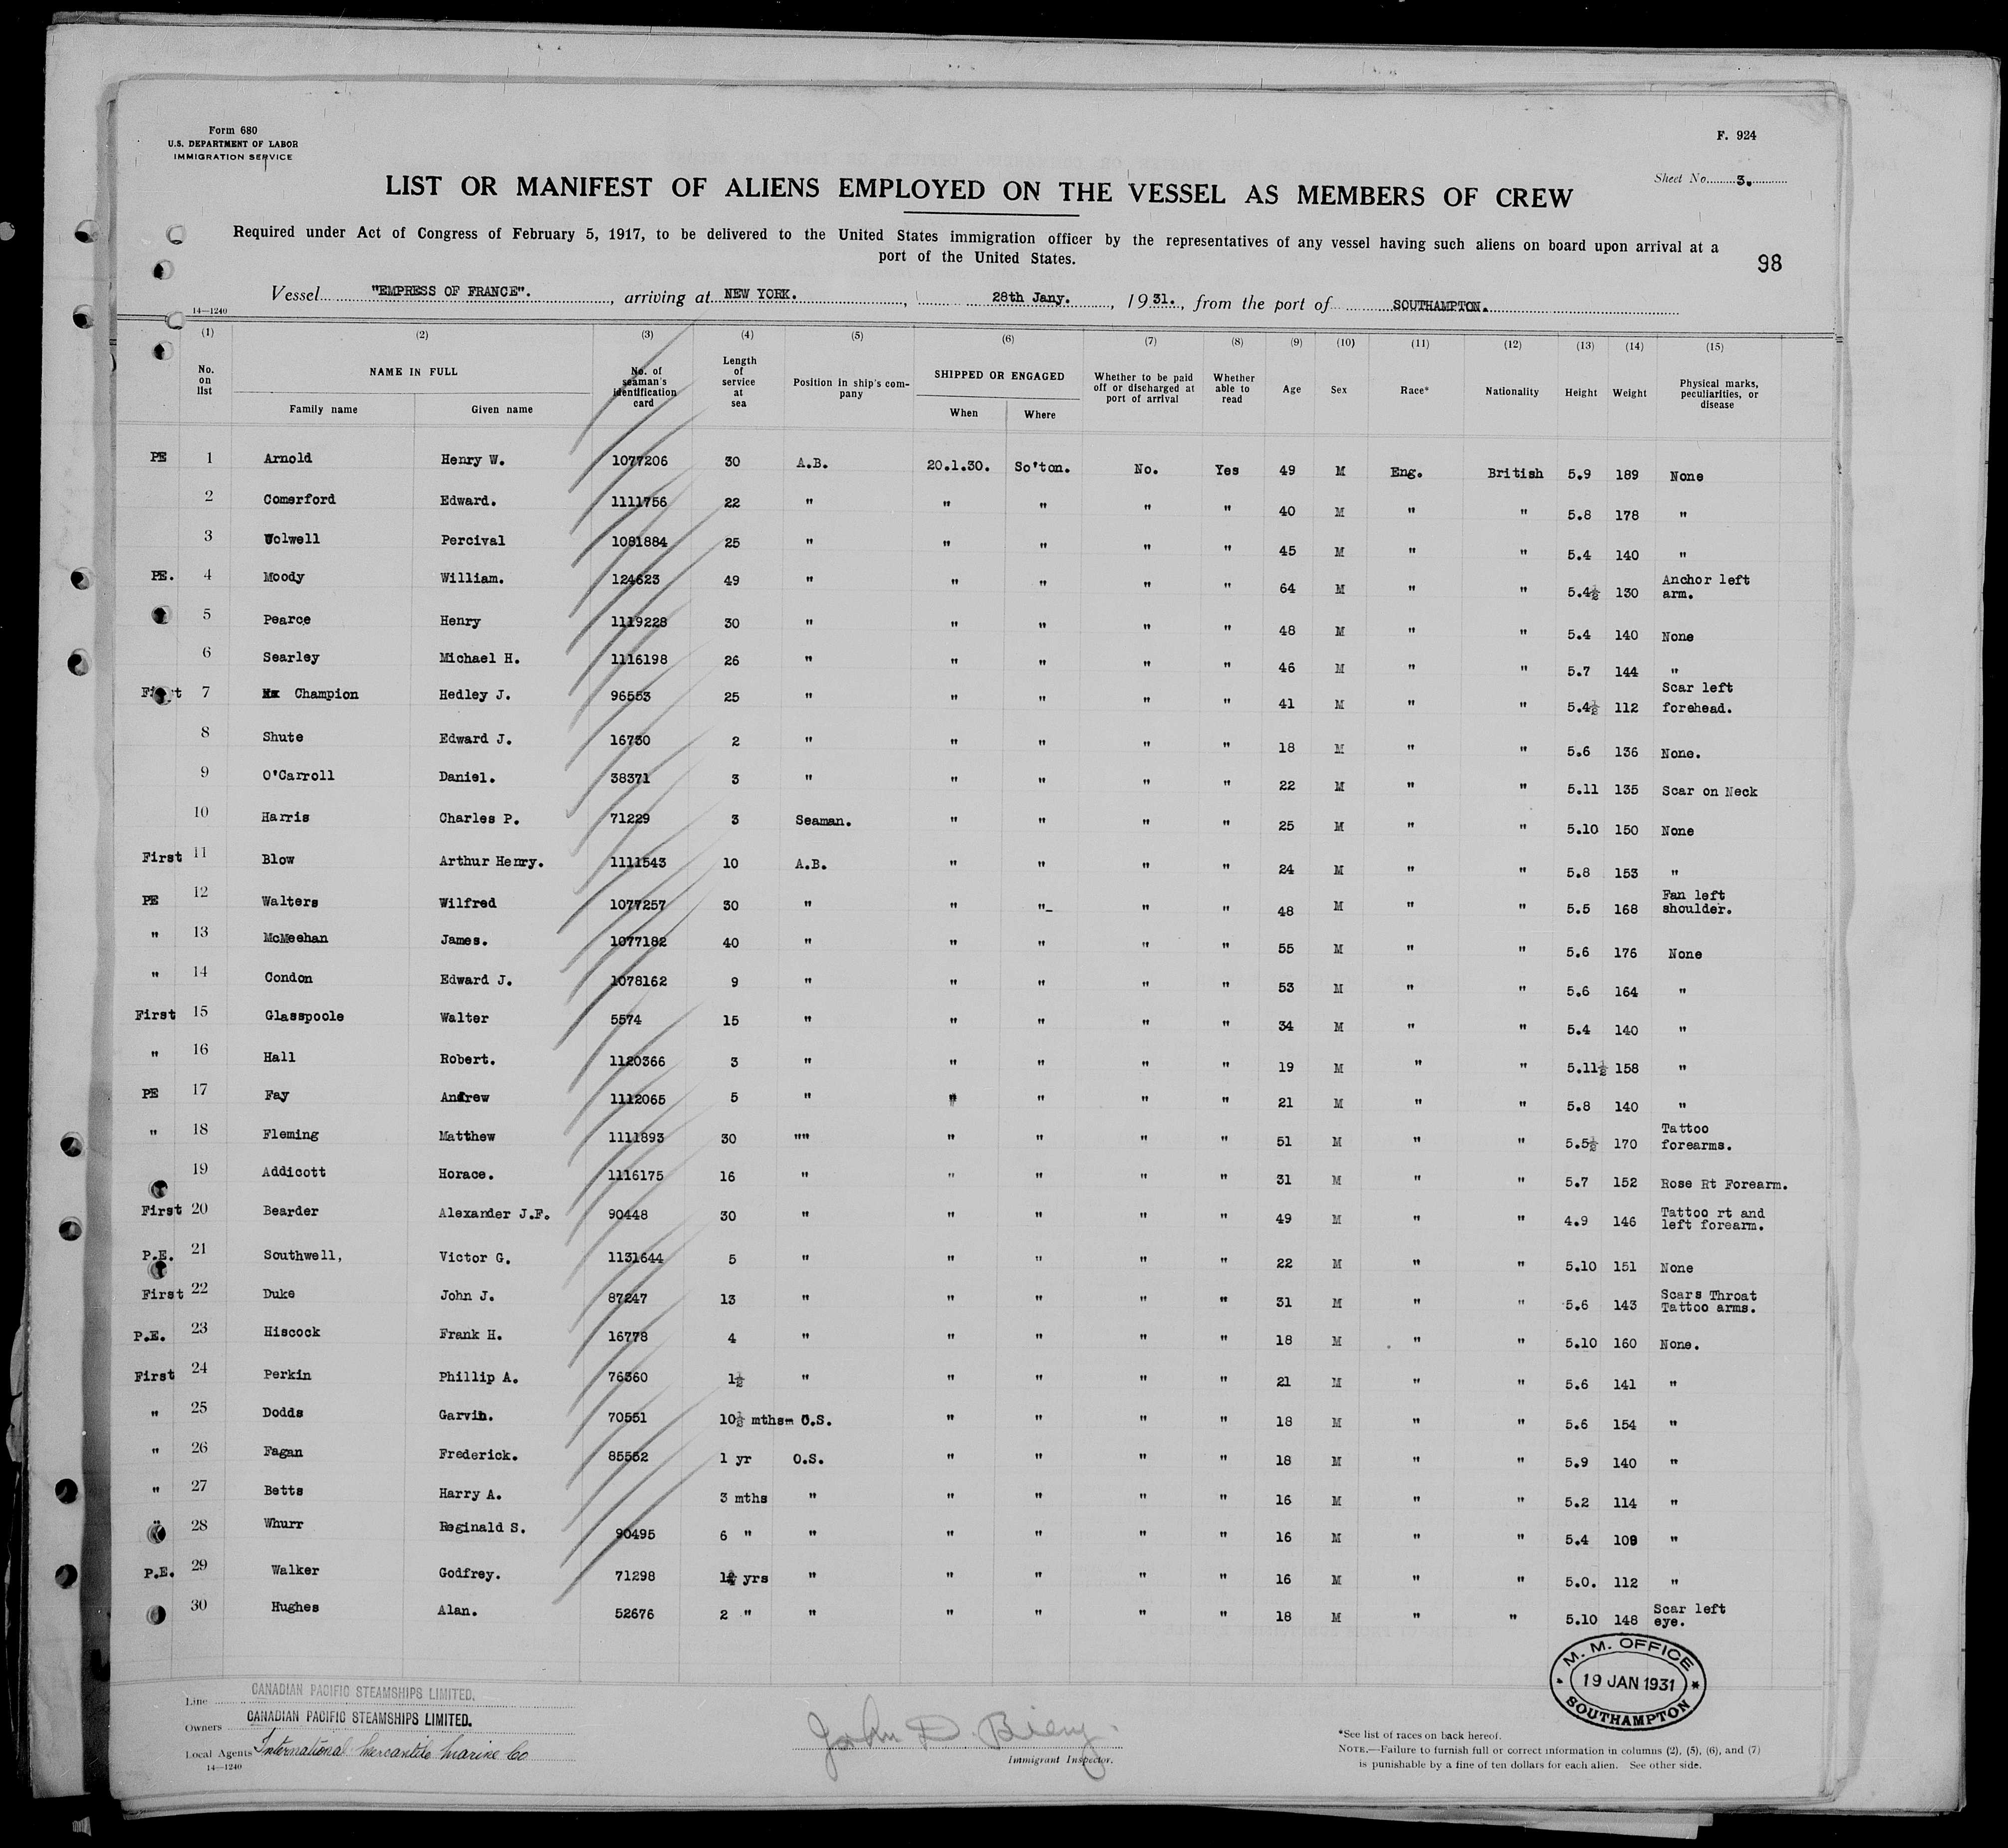 Form 680
U.S. DEPARTMENT OF LABOR
IMMIGRATION SERVICE
F. 924
Sheet No. 3.
LIST OR MANIFEST OF ALIENS EMPLOYED ON THE VESSEL AS MEMBERS OF CREW
Required under Act of Congress of February 5, 1917, to be delivered to the United States immigration officer by the representatives of any vessel having such aliens on board upon arrival at a
port of the United States.
98
Vessel "EMPRESS OF FRANCE". , arriving at NEW YORK. , 28th Jany. , 1931. , from the port of SOUTHAMPTON.
14—1240
(1) (2) (3) (4) (5) (6) (7) (8) (9) (10) (11) (12) (13) (14) (15)
No. on list NAME IN FULL Family name Given name No. of seaman's identification card Length of service at sea Position in ship's company SHIPPED OR ENGAGED When Where Whether to be paid off or discharged at port of arrival Whether able to read Age Sex Race* Nationality Height Weight Physical marks, peculiarities, or disease
PE 1 Arnold Henry W. 1077206 30 A.B. 20.1.30. So'ton. No. Yes 49 M Eng. British 5.9 189 None
2 Comerford Edward. 1111756 22 " " " " " 40 M " " 5.8 178 "
3 Wolwell Percival 1081884 25 " " " " " 45 M " " 5.4 140 "
PE. 4 Moody William. 124623 49 " " " " " 64 M " " 5.4½ 130 Anchor left arm.
5 Pearce Henry 1119228 30 " " " " " 48 M " " 5.4 140 None
6 Searley Michael H. 1116198 26 " " " " " 46 M " " 5.7 144 "
First 7 Champion Hedley J. 96553 25 " " " " " 41 M " " 5.4½ 112 Scar left forehead.
8 Shute Edward J. 16730 2 " " " " " 18 M " " 5.6 136 None.
9 O'Carroll Daniel. 38371 3 " " " " " 22 M " " 5.11 135 Scar on Neck
10 Harris Charles P. 71229 3 Seaman. " " " " 25 M " " 5.10 150 None
First 11 Blow Arthur Henry. 1111543 10 A.B. " " " " 24 M " " 5.8 153 "
PE 12 Walters Wilfred 1077257 30 " " "_ " " 48 M " " 5.5 168 Fan left shoulder.
" 13 McMeehan James. 1077182 40 " " " " " 55 M " " 5.6 176 None
" 14 Condon Edward J. 1078162 9 " " " " " 53 M " " 5.6 164 "
First 15 Glasspoole Walter 5574 15 " " " " " 34 M " " 5.4 140 "
" 16 Hall Robert. 1120366 3 " " " " " 19 M " " 5.11½ 158 "
PE 17 Fay Andrew 1112065 5 " " " " " 21 M " " 5.8 140 "
" 18 Fleming Matthew 1111893 30 "" " " " " 51 M " " 5.5½ 170 Tattoo forearms.
19 Addicott Horace. 1116175 16 " " " " " 31 M " " 5.7 152 Rose Rt Forearm.
First 20 Bearder Alexander J.F. 90448 30 " " " " " 49 M " " 4.9 146 Tattoo rt and left forearm.
P.E. 21 Southwell, Victor G. 1131644 5 " " " " " 22 M " " 5.10 151 None
First 22 Duke John J. 87247 13 " " " " " 31 M " " 5.6 143 Scars Throat Tattoo arms.
P.E. 23 Hiscock Frank H. 16778 4 " " " " " 18 M " " 5.10 160 None.
First 24 Perkin Phillip A. 76360 1½ " " " " " 21 M " " 5.6 141 "
" 25 Dodds Garvin. 70551 10½ mths- O.S. " " " " 18 M " " 5.6 154 "
" 26 Fagan Frederick. 85552 1 yr O.S. " " " " 18 M " " 5.9 140 "
" 27 Betts Harry A. 3 mths " " " " " 16 M " " 5.2 114 "
" 28 Whurr Reginald S. 90495 6 " " " " " " 16 M " " 5.4 108 "
P.E. 29 Walker Godfrey. 71298 yrs " " " " " 16 M " " 5.0. 112 "
30 Hughes Alan. 52676 2 " " " " " " 18 M " " 5.10 148 Scar left eye.
Line CANADIAN PACIFIC STEAMSHIPS LIMITED.
Owners CANADIAN PACIFIC STEAMSHIPS LIMITED.
Local Agents International Mercantile Marine Co
14—1240
John D. Bieny.
Immigrant Inspector.
M. M. OFFICE
19 JAN 1931
SOUTHAMPTON
*See list of races on back hereof.
NOTE.—Failure to furnish full or correct information in columns (2), (5), (6), and (7)
is punishable by a fine of ten dollars for each alien. See other side.